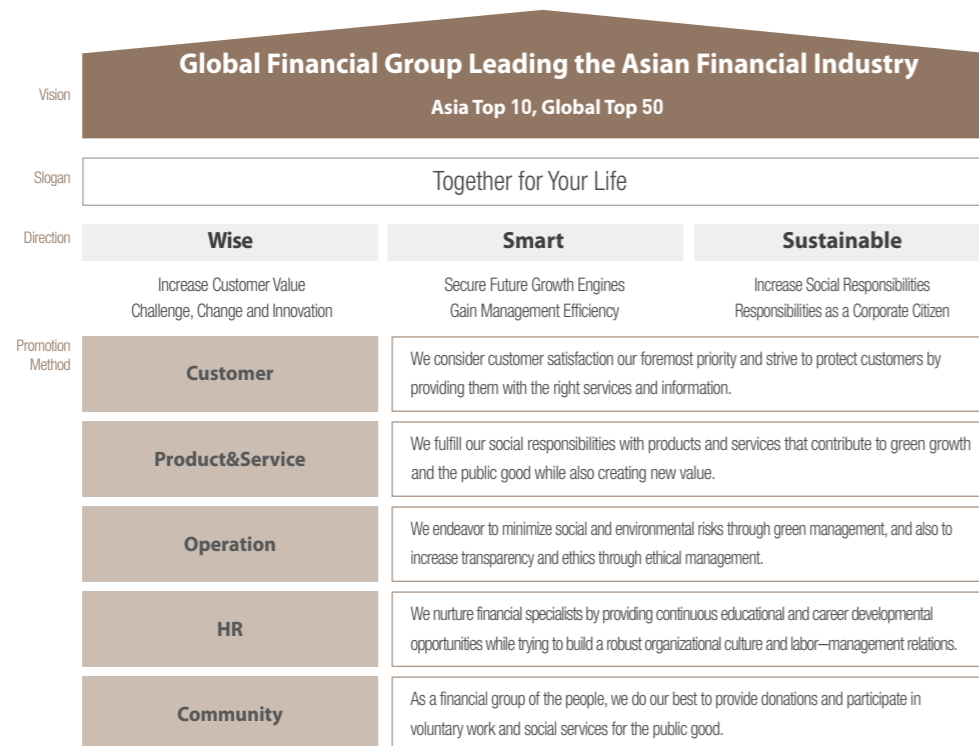 Global Financial Group Leading the Asian Financial Industry
Vision
Asia Top 10, Global Top 50
Slogan
Together for Your Life
Direction
Wise
Smart
Sustainable
Increase Customer Value
Challenge, Change and Innovation
Secure Future Growth Engines
Gain Management Efficiency
Increase Social Responsibilities
Responsibilities as a Corporate Citizen
Promotion
Method
Customer
We consider customer satisfaction our foremost priority and strive to protect customers by
providing them with the right services and information.
Product&Service
We fulfill our social responsibilities with products and services that contribute to green growth
and the public good while also creating new value.
Operation
We endeavor to minimize social and environmental risks through green management, and also to
increase transparency and ethics through ethical management.
HR
We nurture financial specialists by providing continuous educational and career developmental
opportunities while trying to build a robust organizational culture and labor—management relations.
Community
As a financial group of the people, we do our best to provide donations and participate in
voluntary work and social services for the public good.